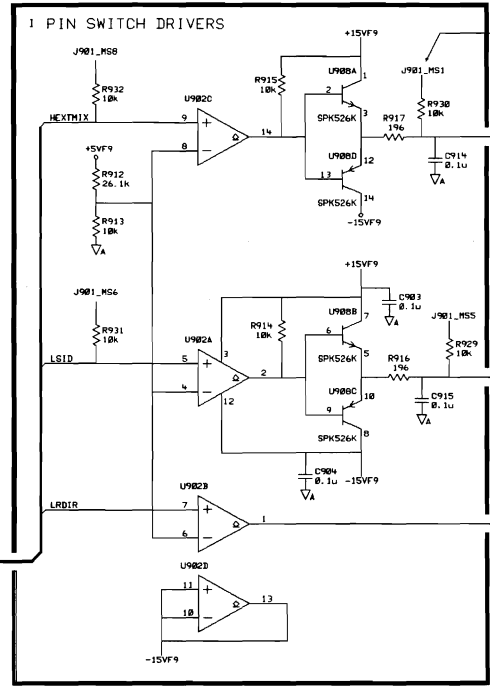 1 PIN SWITCH DRIVERS
+15VF9
J901_MS8
R932
10k
R915
10k
U908A
1
J901_MS1
U902C
2
3
R930
10k
HEXTMIX
9
+
14
SPK526K
R917
196
8
−
+5VF9
U908D
12
C914
0.1u
R912
26.1k
13
A
SPK526K
14
R913
10k
-15VF9
A
+15VF9
J901_MS6
C903
0.1u
U908B
7
A
J901_MS5
R931
10k
U902A
R914
10k
6
5
R929
10k
3
SPK526K
R916
196
LSID
5
+
2
U908C
10
4
−
12
9
C915
0.1u
SPK526K
8
A
C904
0.1u
-15VF9
A
U902B
LRDIR
7
+
1
6
−
U902D
11
+
13
10
−
-15VF9